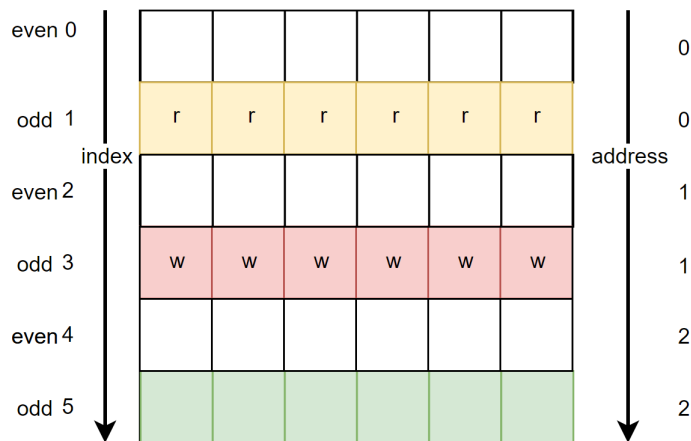 even 0
0
odd 1 r r r r r r 0
index address
even 2 1
odd 3 w w w w w w 1
even 4 2
odd 5 2